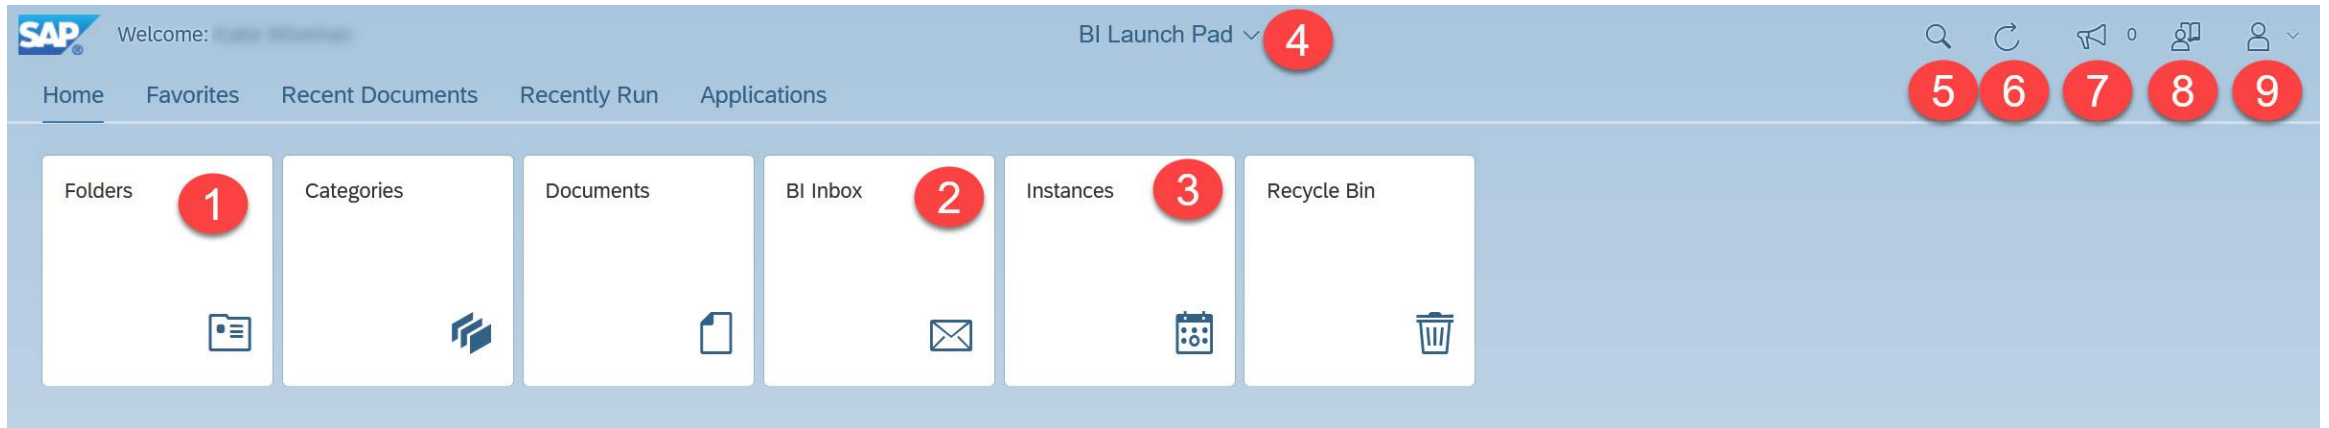 SAP ® Welcome:
BI Launch Pad
4
0
Home Favorites Recent Documents Recently Run Applications
5 6 7 8 9
Folders 1 Categories Documents BI Inbox 2 Instances 3 Recycle Bin